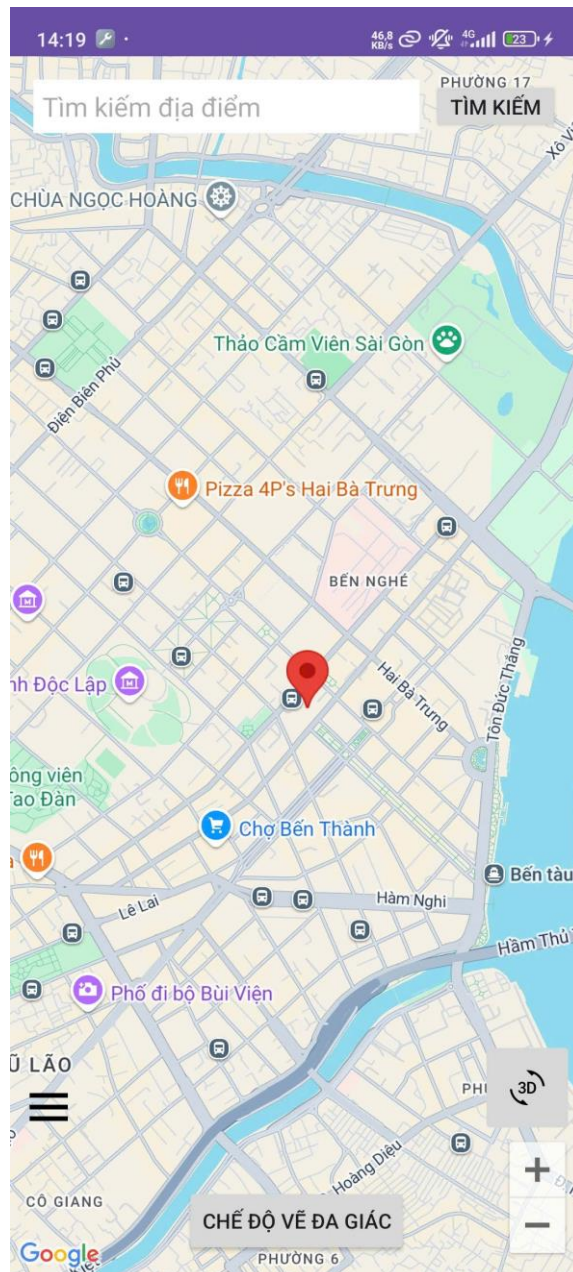 14:19
46,8
KB/s
4G
23
PHƯỜNG 17
Tìm kiếm địa điểm
TÌM KIẾM
Xô Vi
CHÙA NGỌC HOÀNG
Thảo Cầm Viên Sài Gòn
Điện Biên Phủ
Pizza 4P's Hai Bà Trưng
BẾN NGHÉ
Hai Bà Trưng
Tôn Đức Thắng
nh Độc Lập
ông viên
Tao Đàn
Chợ Bến Thành
a
Bến tàu
Lê Lai
Hàm Nghi
Hầm Thủ
Phố đi bộ Bùi Viện
Ũ LÃO
PHƯ
3D
Hoàng Diệu
+
CÔ GIANG
CHẾ ĐỘ VẼ ĐA GIÁC
−
Google
PHƯỜNG 6